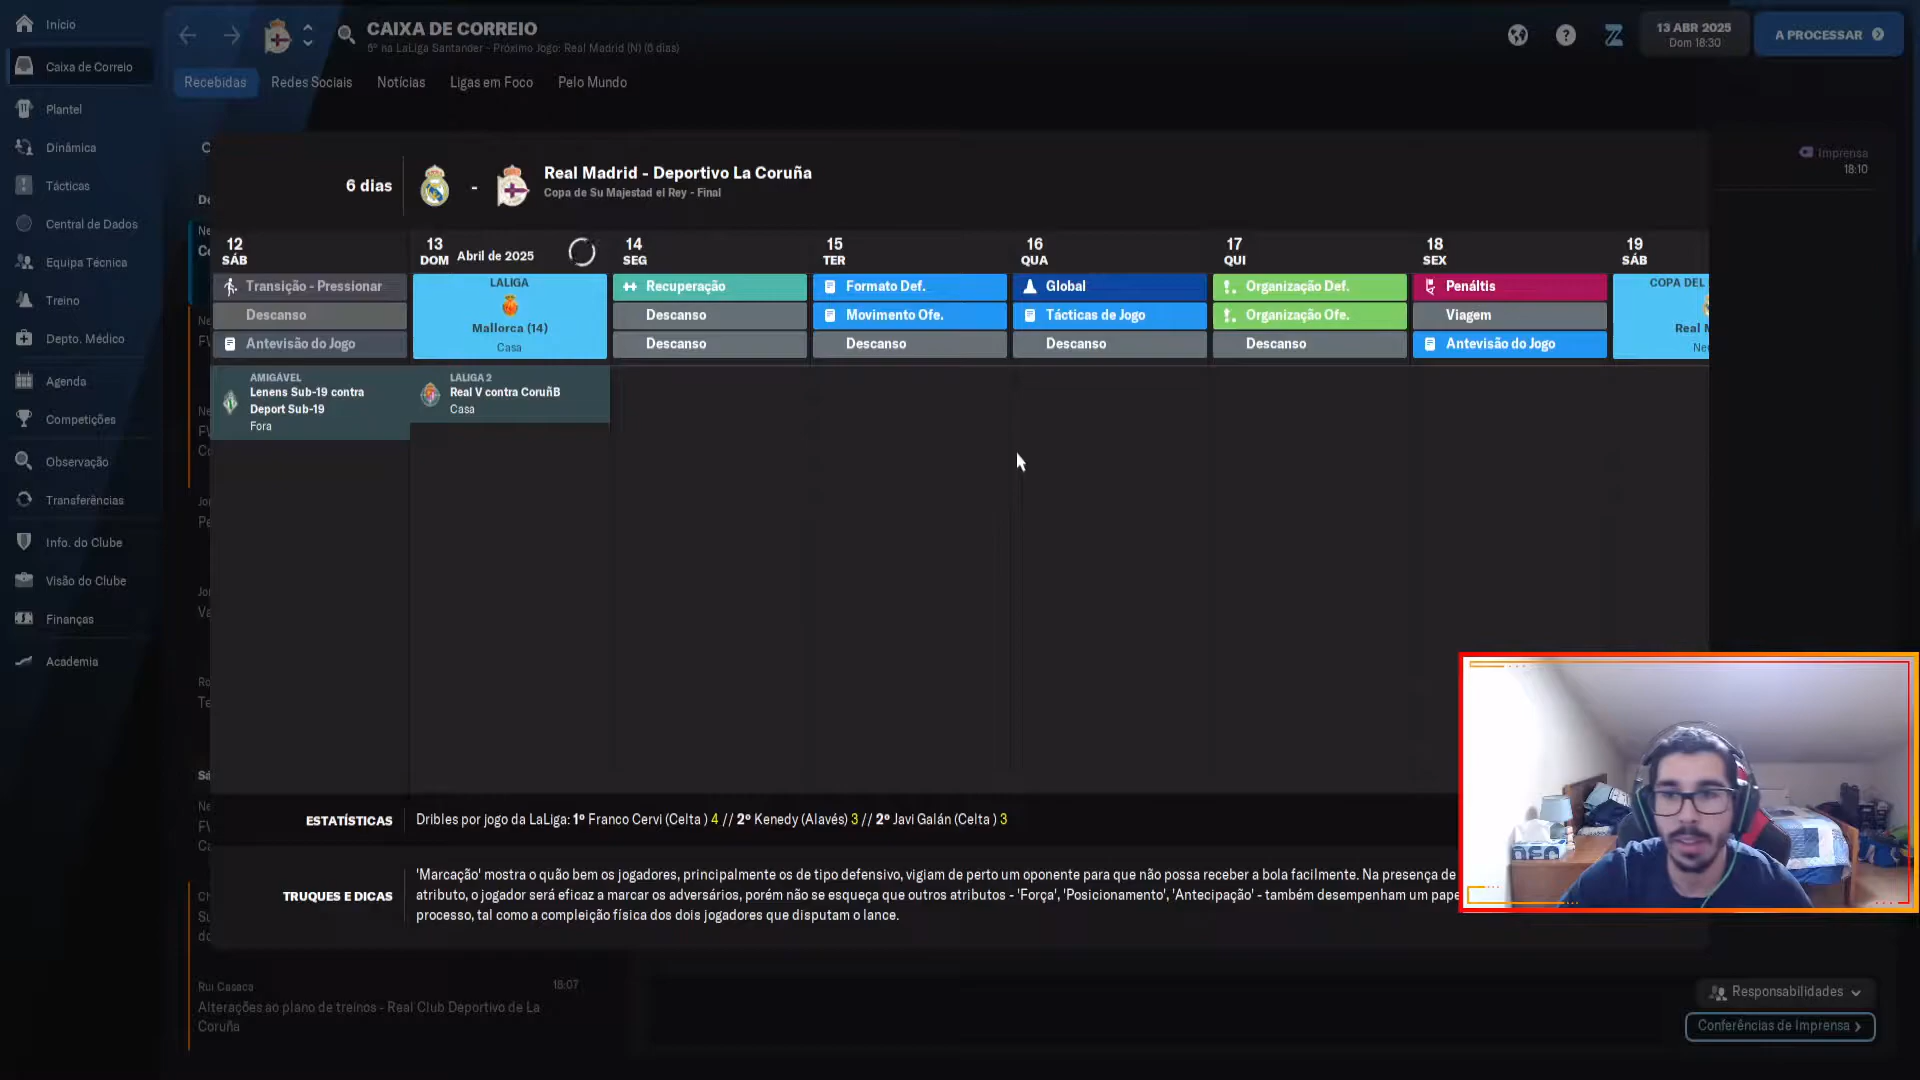 Início
Caixa de Correio
Plantel
Dinâmica
Tácticas
Central de Dados
Equipa Técnica
Treino
Depto. Médico
Agenda
Competições
Observação
Transferências
Info. do Clube
Visão do Clube
Finanças
Academia
CAIXA DE CORREIO
6º na LaLiga Santander - Próximo Jogo: Real Madrid (N) (6 dias)
13 ABR 2025
Dom 18:30
A PROCESSAR
Recebidas
Redes Sociais
Notícias
Ligas em Foco
Pelo Mundo
Imprensa
18:10
6 dias
-
Real Madrid - Deportivo La Coruña
Copa de Su Majestad el Rey - Final
12 SÁB
13 DOM Abril de 2025
14 SEG
15 TER
16 QUA
17 QUI
18 SEX
19 SÁB
Transição - Pressionar
Descanso
Antevisão do Jogo
LALIGA
Mallorca (14)
Casa
Recuperação
Descanso
Descanso
Formato Def.
Movimento Ofe.
Descanso
Global
Tácticas de Jogo
Descanso
Organização Def.
Organização Ofe.
Descanso
Penáltis
Viagem
Antevisão do Jogo
COPA DEL
Real
AMIGÁVEL
Lenens Sub-19 contra
Deport Sub-19
Fora
LALIGA 2
Real V contra CoruñB
Casa
ESTATÍSTICAS
Dribles por jogo da LaLiga: 1º Franco Cervi (Celta ) 4 // 2º Kenedy (Alavés) 3 // 2º Javi Galán (Celta ) 3
TRUQUES E DICAS
'Marcação' mostra o quão bem os jogadores, principalmente os de tipo defensivo, vigiam de perto um oponente para que não possa receber a bola facilmente. Na presença de
atributo, o jogador será eficaz a marcar os adversários, porém não se esqueça que outros atributos - 'Força', 'Posicionamento', 'Antecipação' - também desempenham um pape
processo, tal como a compleição física dos dois jogadores que disputam o lance.
Rui Casaca
18:07
Alterações ao plano de treinos - Real Club Deportivo de La
Coruña
Responsabilidades
Conferências de Imprensa